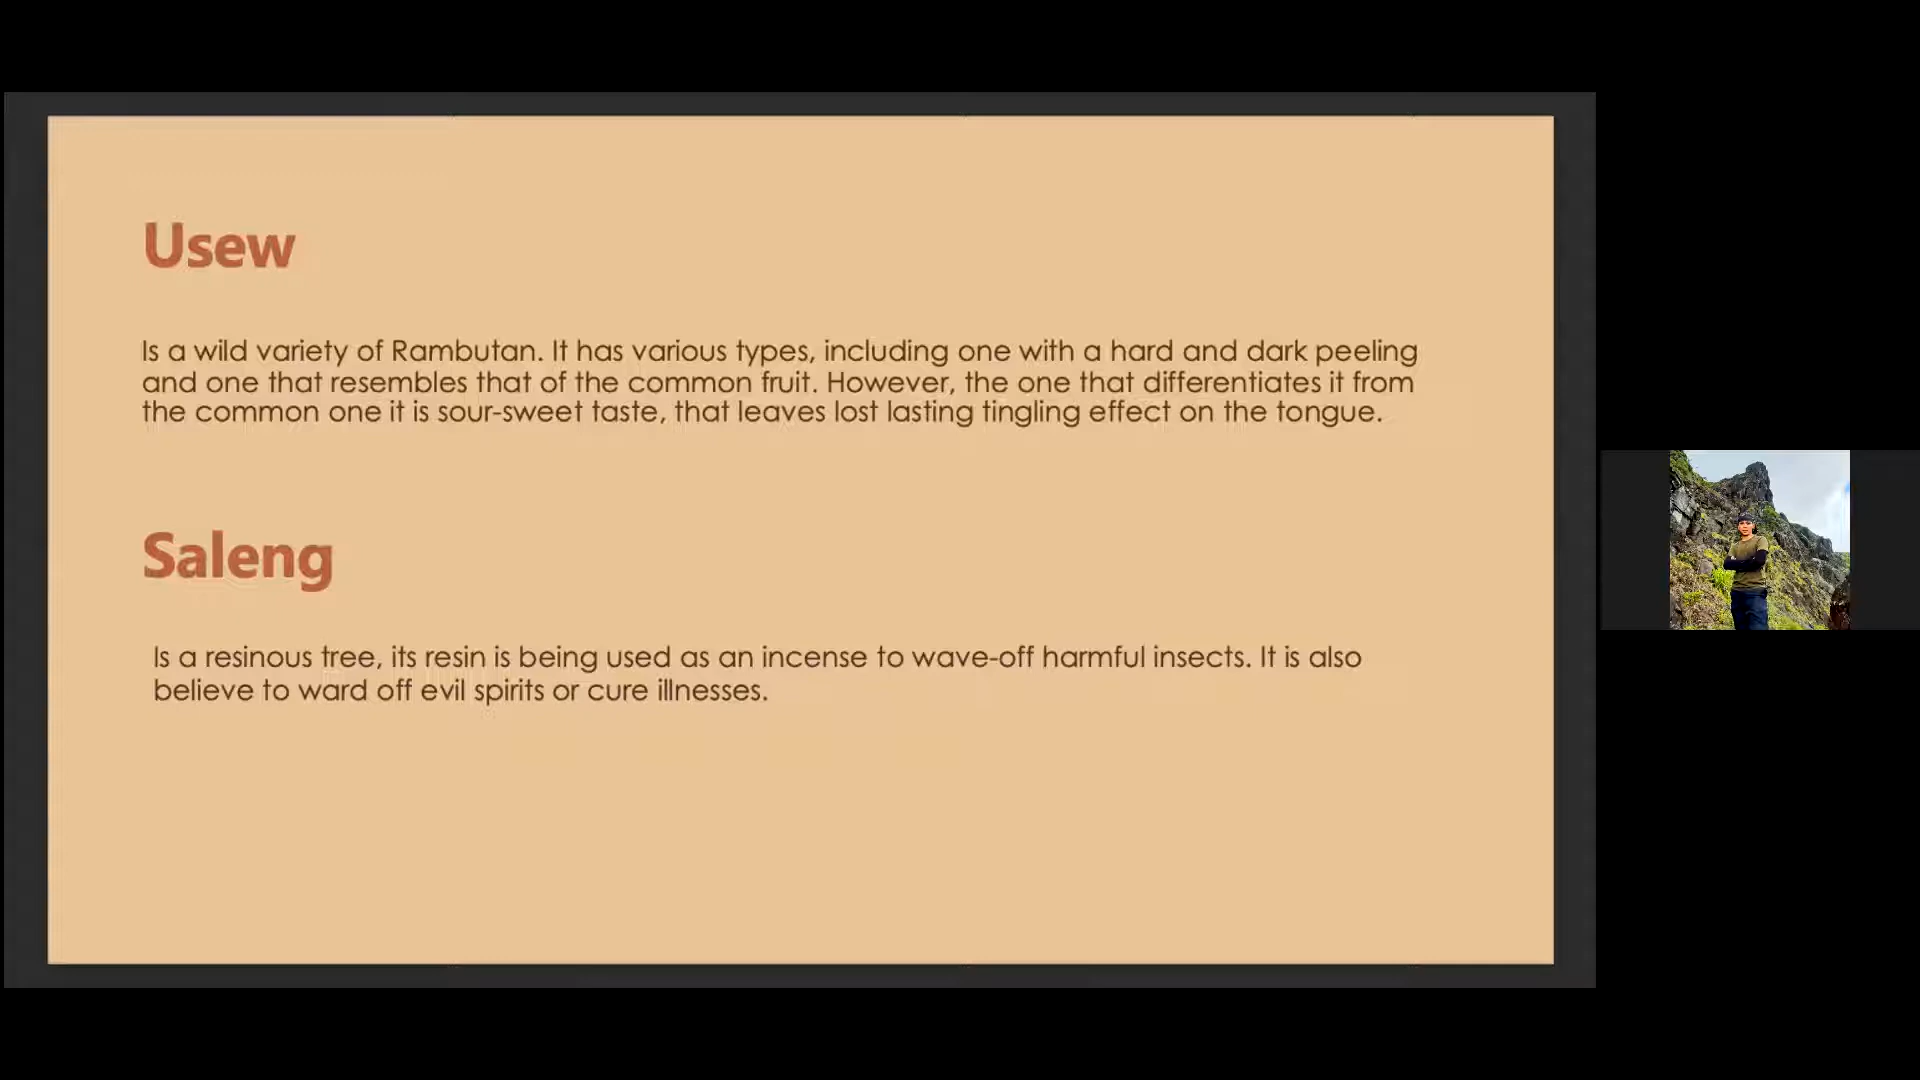 Usew
Is a wild variety of Rambutan. It has various types, including one with a hard and dark peeling
and one that resembles that of the common fruit. However, the one that differentiates it from
the common one it is sour-sweet taste, that leaves lost lasting tingling effect on the tongue.
Saleng
Is a resinous tree, its resin is being used as an incense to wave-off harmful insects. It is also
believe to ward off evil spirits or cure illnesses.